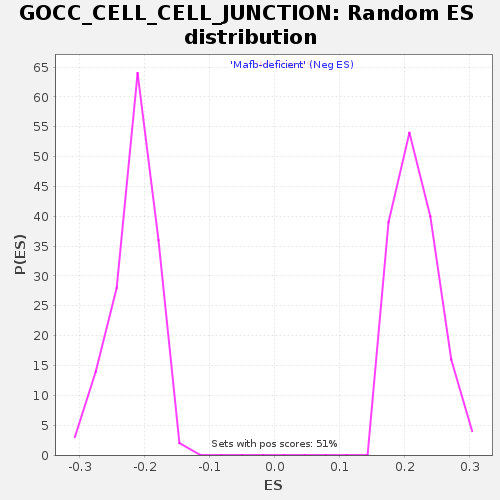 GOCC_CELL_CELL_JUNCTION: Random ES
distribution
'Mafb-deficient' (Neg ES)
65
60
55
50
45
40
35
30
25
20
15
10
5
0
P(ES)
Sets with pos scores: 51%
-0.3 -0.2 -0.1 0.0 0.1 0.2 0.3
ES